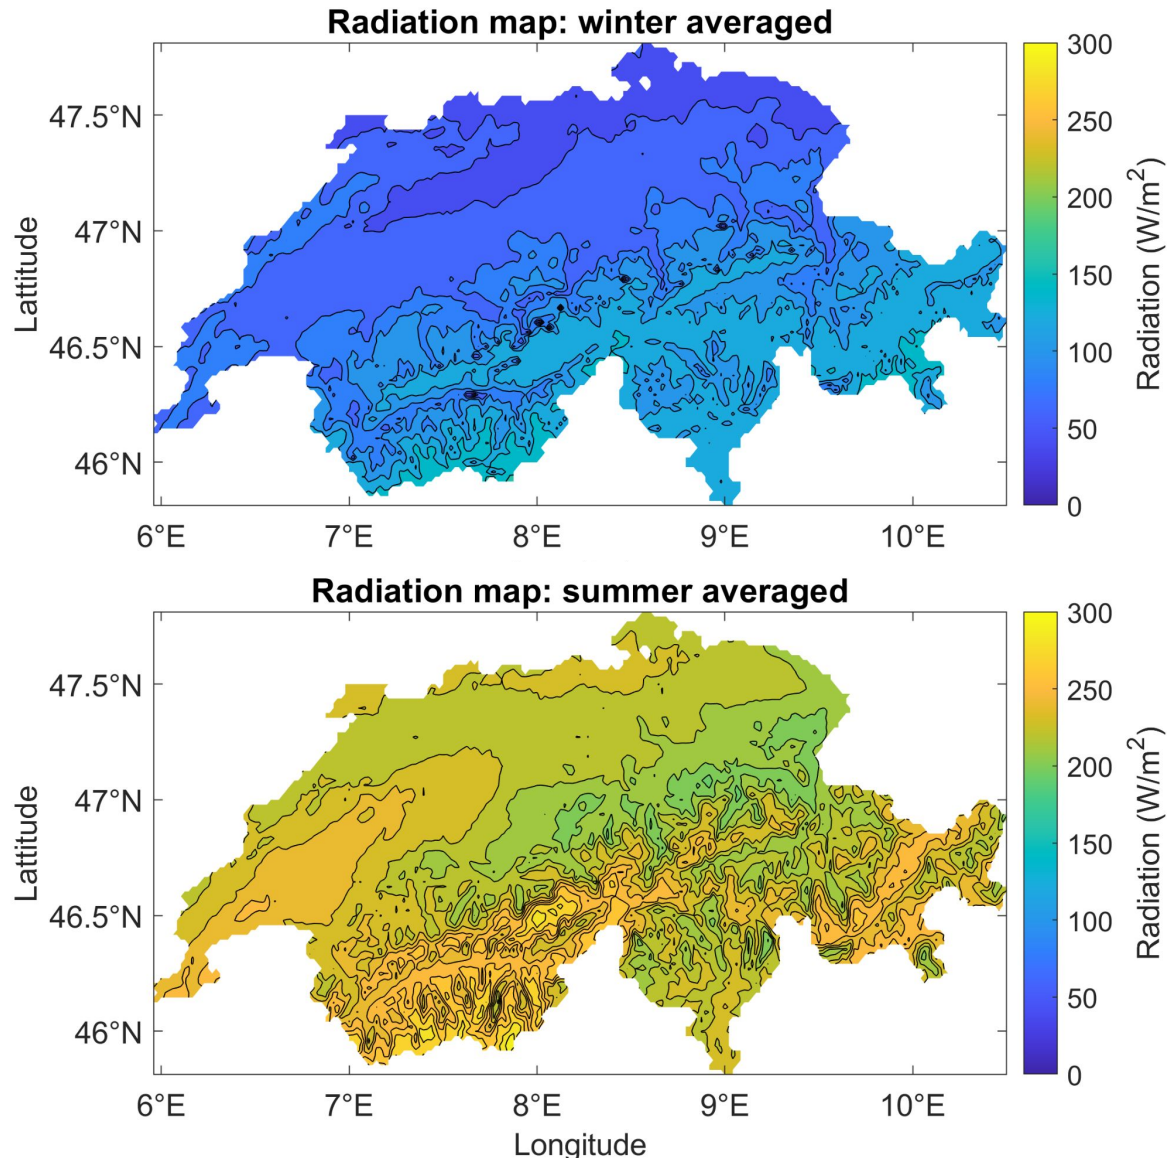 Radiation map: winter averaged
300
250
200
150
100
50
0
Radiation (W/m²)
47.5°N
47°N
46.5°N
46°N
Lattitude
6°E 7°E 8°E 9°E 10°E
Radiation map: summer averaged
300
250
200
150
100
50
0
Radiation (W/m²)
47.5°N
47°N
46.5°N
46°N
Lattitude
6°E 7°E 8°E 9°E 10°E
Longitude